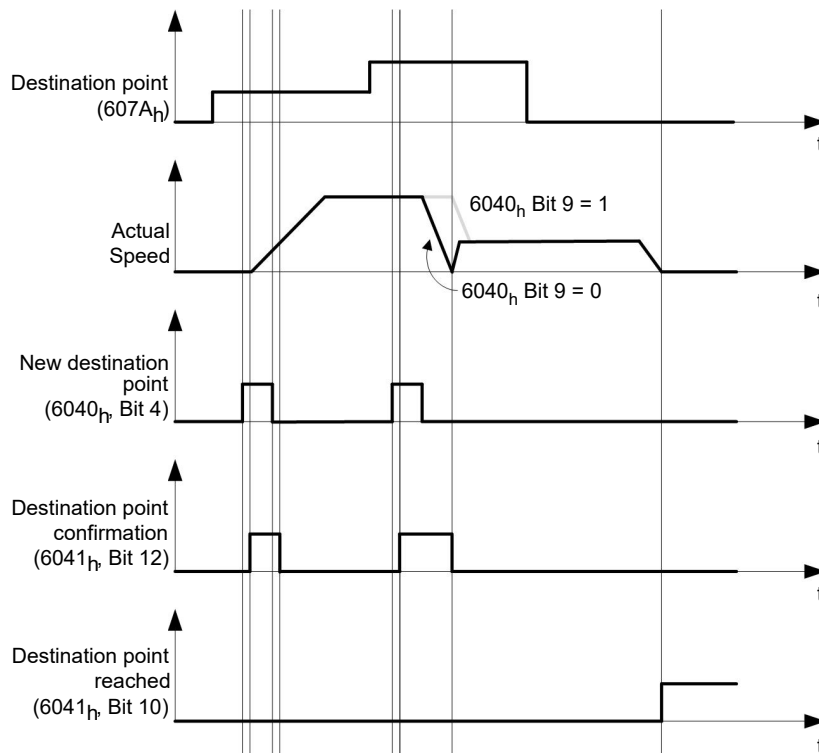 Destination point
(607Ah)
t
6040h Bit 9 = 1
Actual
Speed
6040h Bit 9 = 0
t
New destination
point
(6040h, Bit 4)
t
Destination point
confirmation
(6041h, Bit 12)
t
Destination point
reached
(6041h, Bit 10)
t